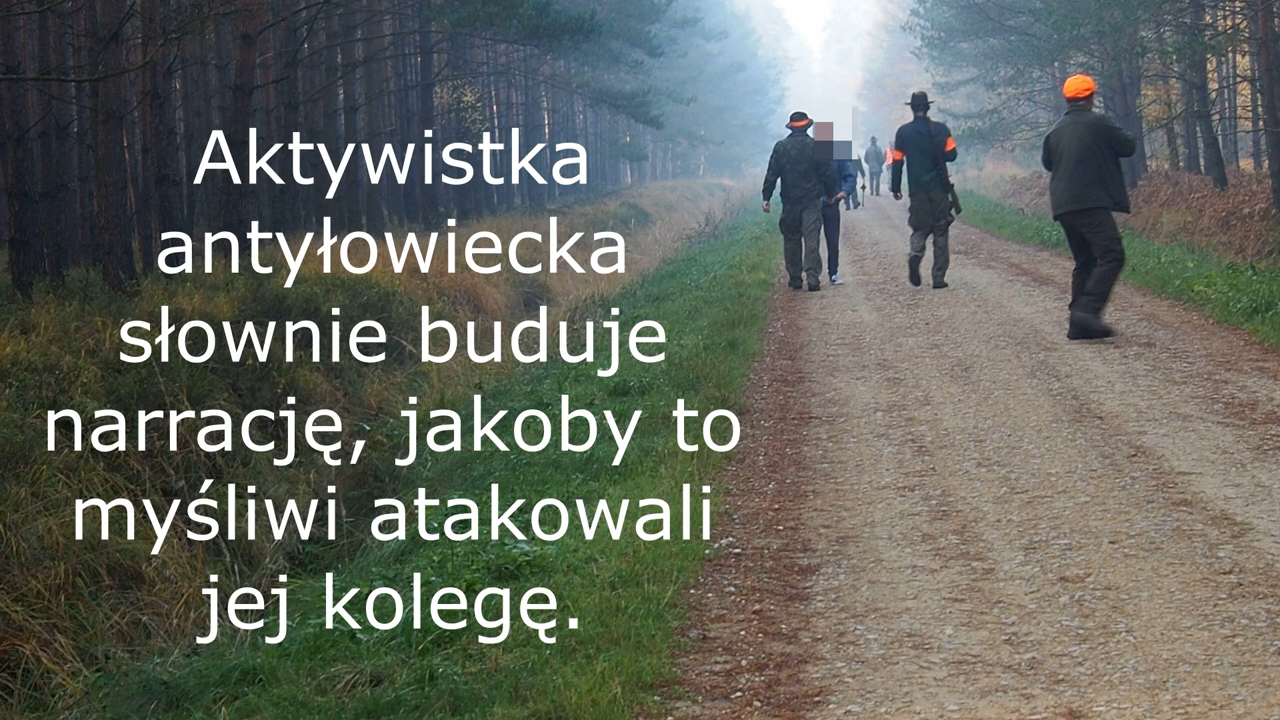 Aktywistka
antyłowiecka
słownie buduje
narrację, jakoby to
myśliwi atakowali
jej kolegę.